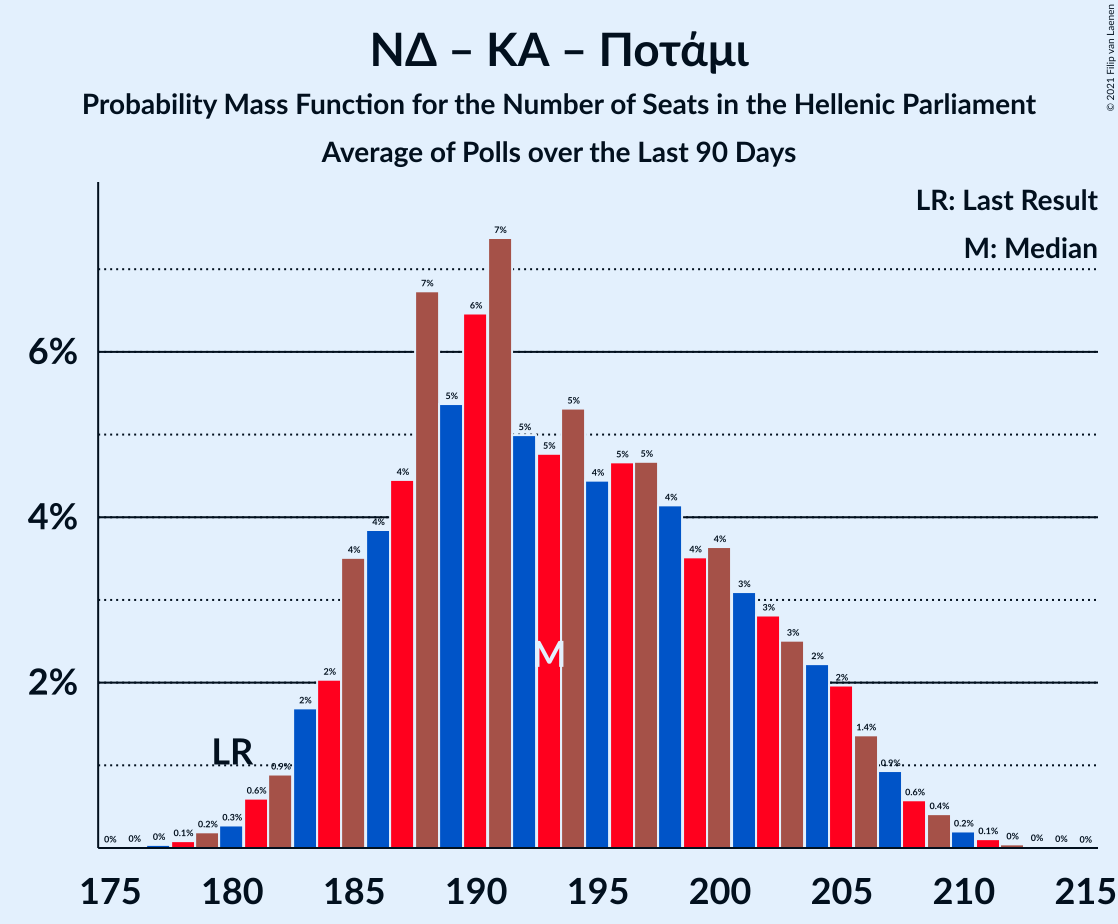 ΝΔ – ΚΑ – Ποτάμι
Probability Mass Function for the Number of Seats in the Hellenic Parliament
Average of Polls over the Last 90 Days
© 2021 Filip van Laenen
LR: Last Result
M: Median
6%
4%
2%
0% 0% 0% 0.1% 0.2% 0.3% 0.6% 0.9% 2% 2% 4% 4% 4% 7% 5% 6% 7% 5% 5% 5% 4% 5% 5% 4% 4% 4% 3% 3% 3% 2% 2% 1.4% 0.9% 0.6% 0.4% 0.2% 0.1% 0% 0% 0% 0%
M
LR
175 180 185 190 195 200 205 210 215